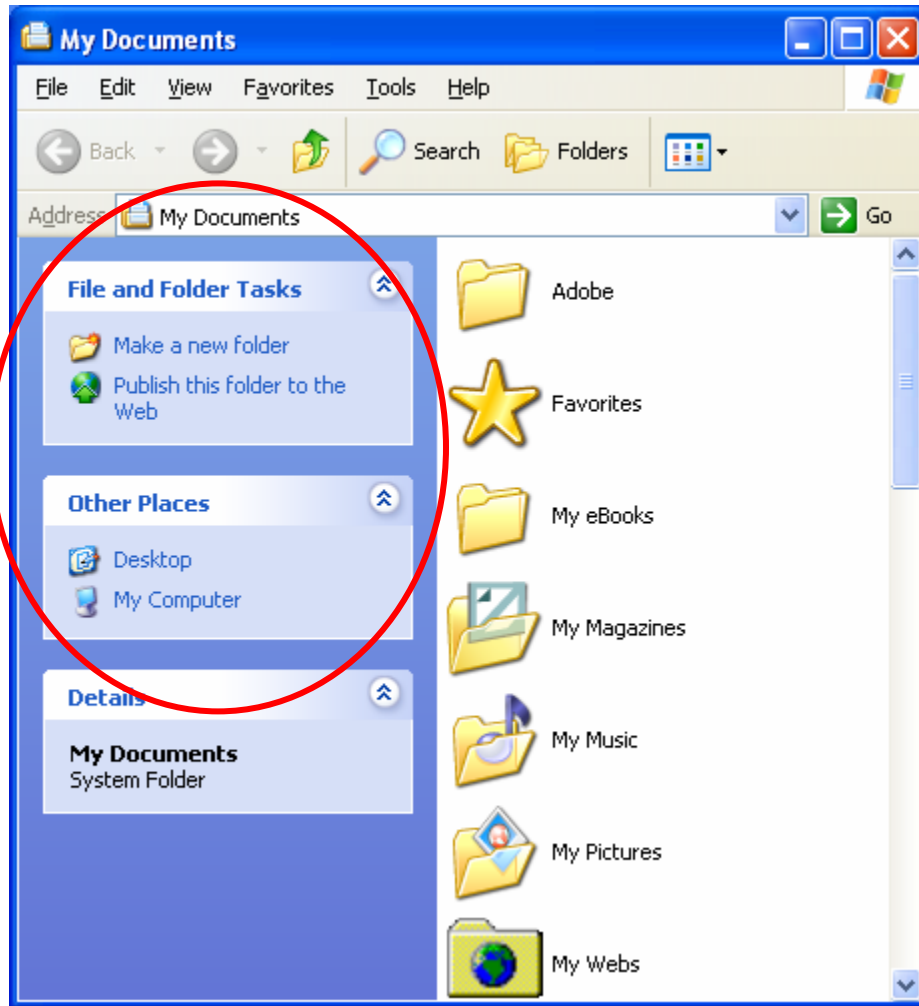 My Documents
File Edit View Favorites Tools Help
Back Search Folders
Address My Documents Go
File and Folder Tasks
Make a new folder
Publish this folder to the
Web
Other Places
Desktop
My Computer
Details
My Documents
System Folder
Adobe
Favorites
My eBooks
My Magazines
My Music
My Pictures
My Webs